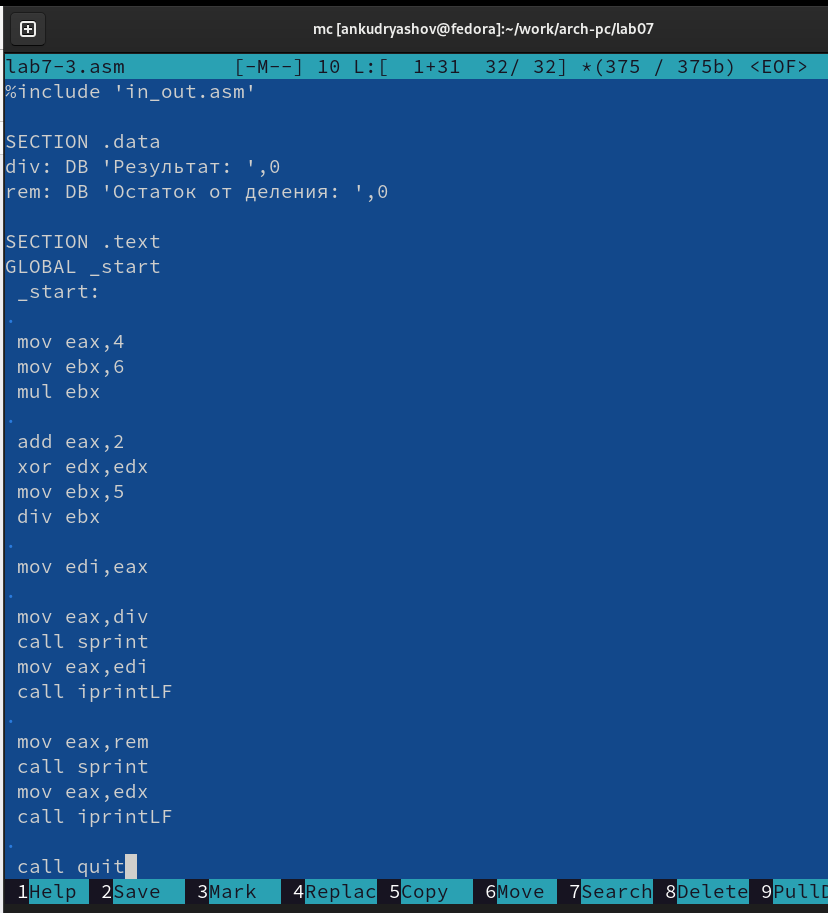 mc [ankudryashov@fedora]:~/work/arch-pc/lab07
lab7-3.asm [-M--] 10 L:[ 1+31 32/ 32] *(375 / 375b) <EOF>
%include 'in_out.asm'
SECTION .data
div: DB 'Результат: ',0
rem: DB 'Остаток от деления: ',0
SECTION .text
GLOBAL _start
_start:
mov eax,4
mov ebx,6
mul ebx
add eax,2
xor edx,edx
mov ebx,5
div ebx
mov edi,eax
mov eax,div
call sprint
mov eax,edi
call iprintLF
mov eax,rem
call sprint
mov eax,edx
call iprintLF
call quit
1Help 2Save 3Mark 4Replac 5Copy 6Move 7Search 8Delete 9PullD